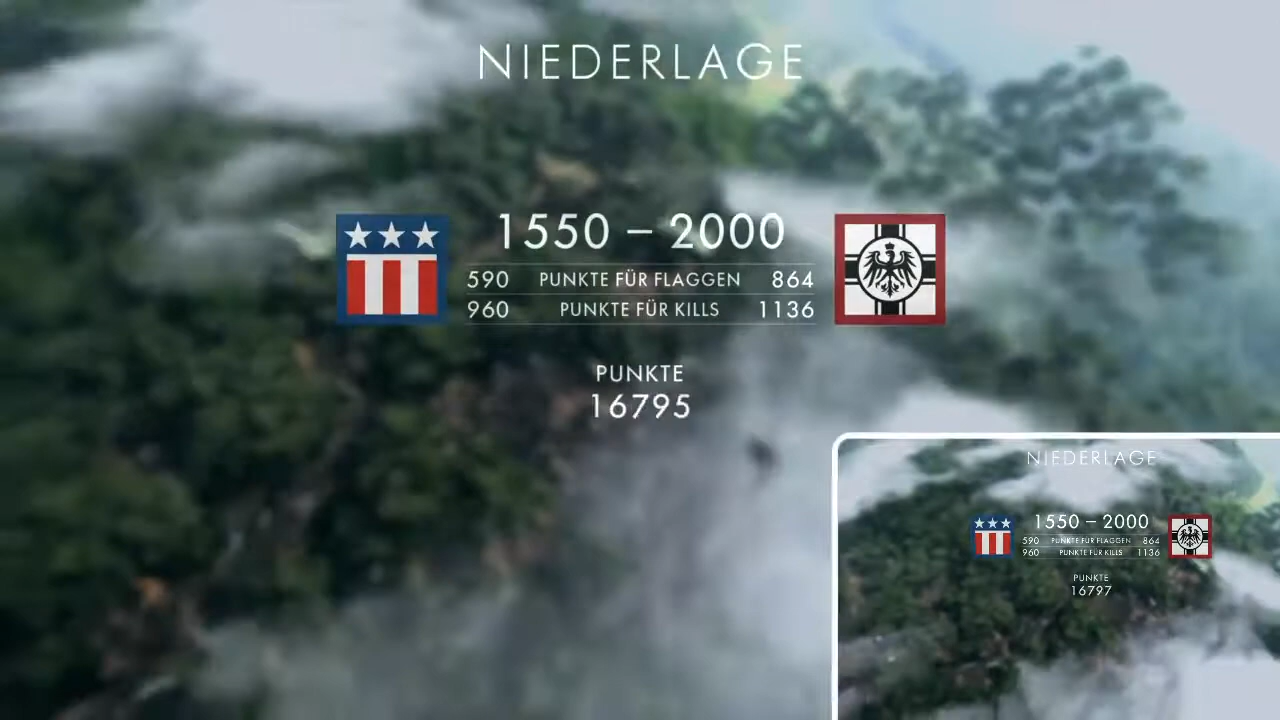 NIEDERLAGE
1550 – 2000
590 PUNKTE FÜR FLAGGEN 864
960 PUNKTE FÜR KILLS 1136
PUNKTE
16795
NIEDERLAGE
1550 – 2000
590 PUNKTE FÜR FLAGGEN 864
960 PUNKTE FÜR KILLS 1136
PUNKTE
16797